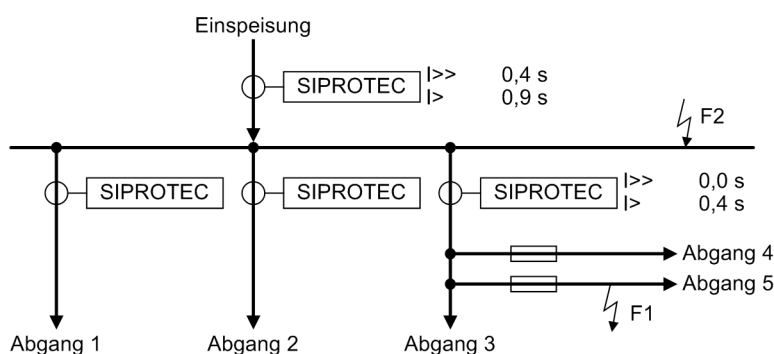 Einspeisung
SIPROTEC
I>> 0,4 s
I> 0,9 s
F2
SIPROTEC
SIPROTEC
SIPROTEC
I>> 0,0 s
I> 0,4 s
Abgang 4
Abgang 5
F1
Abgang 1
Abgang 2
Abgang 3